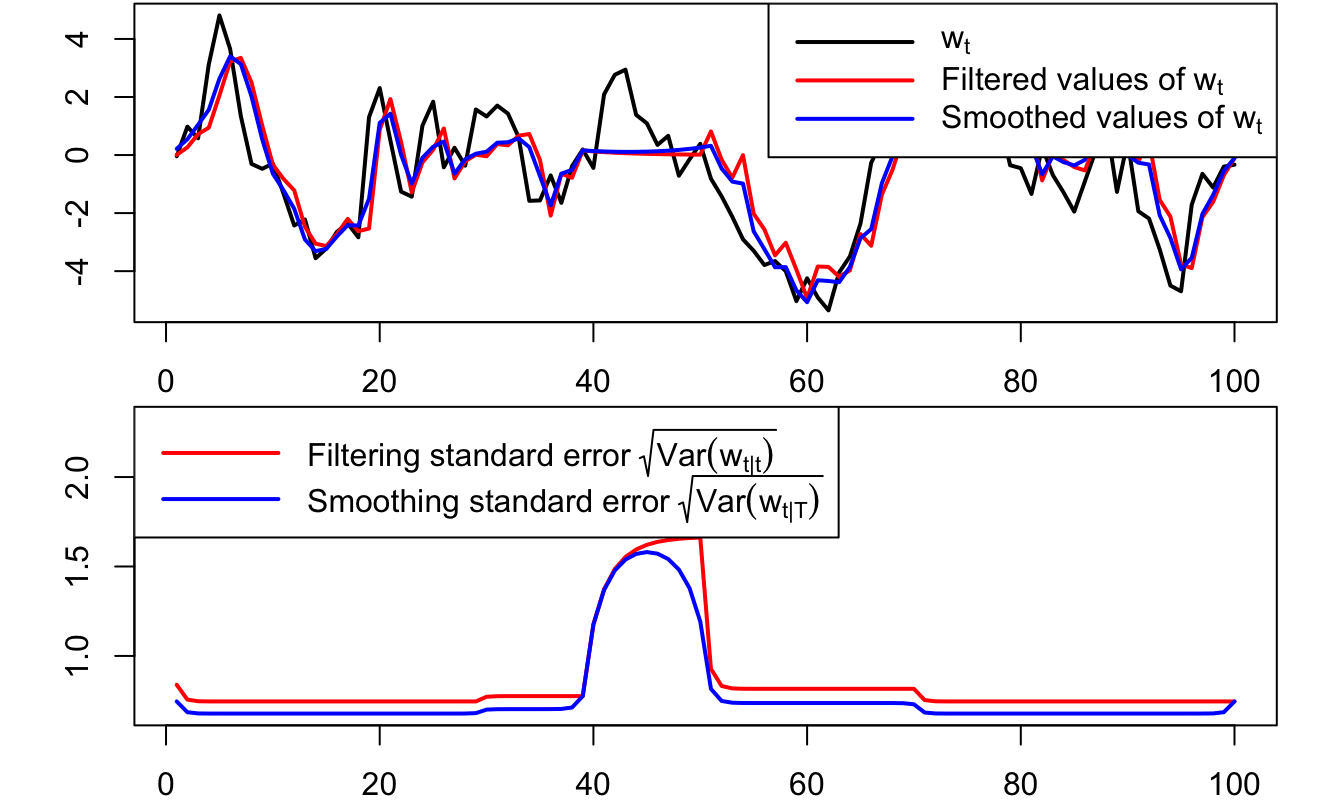 4
2
0
-2
-4
w_t
Filtered values of w_t
Smoothed values of w_t
0 20 40 60 80 100
2.0
1.5
1.0
Filtering standard error √Var(w_t|t)
Smoothing standard error √Var(w_t|T)
0 20 40 60 80 100